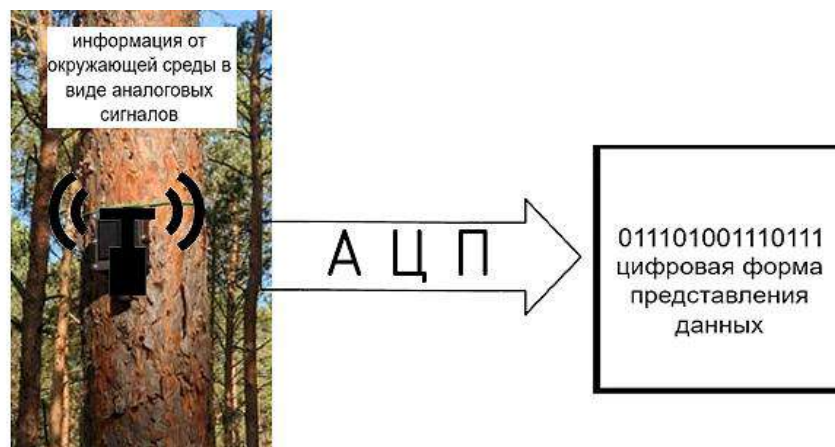 информация от
окружающей среды в
виде аналоговых
сигналов
А Ц П
011101001110111
цифровая форма
представления
данных